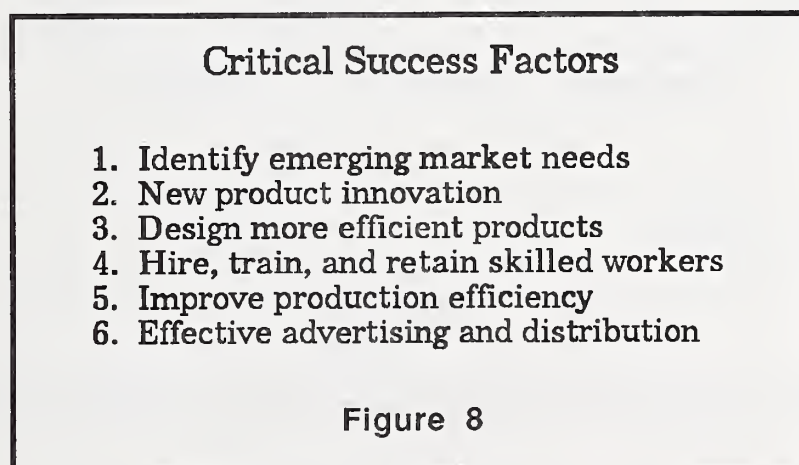 Critical Success Factors
1. Identify emerging market needs
2. New product innovation
3. Design more efficient products
4. Hire, train, and retain skilled workers
5. Improve production efficiency
6. Effective advertising and distribution
Figure 8